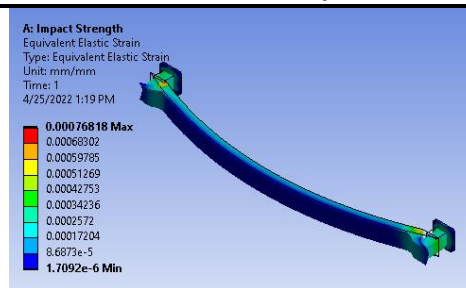 A: Impact Strength
Equivalent Elastic Strain
Type: Equivalent Elastic Strain
Unit: mm/mm
Time: 1
4/25/2022 1:19 PM
0.00076818 Max
0.00068302
0.00059785
0.00051269
0.00042753
0.00034236
0.0002572
0.00017204
8.6873e-5
1.7092e-6 Min